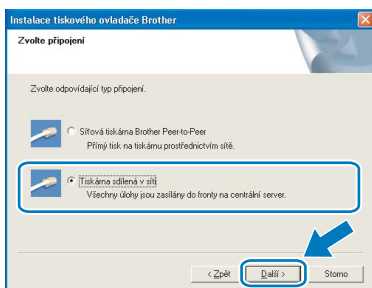 Instalace tiskového ovladače Brother
Zvolte připojení
Zvolte odpovídající typ připojení.
Síťová tiskárna Brother Peer-to-Peer
Přímý tisk na tiskárnu prostřednictvím sítě.
Tiskárna sdílená v síti
Všechny úlohy jsou zasílány do fronty na centrální server.
< Zpět
Další >
Storno